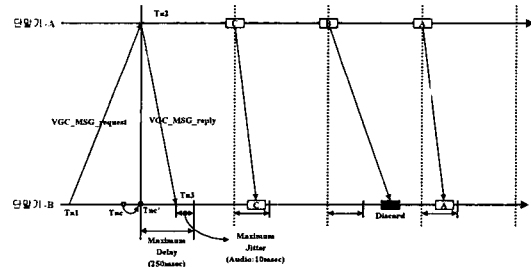 Tn2
단말기-A
C
B
A
VGC_MSG_request
VGC_MSG_reply
Tn3
단말기-B
C
A
Tn1
Tnc
Tnc'
Discard
Maximum
Delay
(250msec)
Maximum
Jitter
(Audio:10msec)